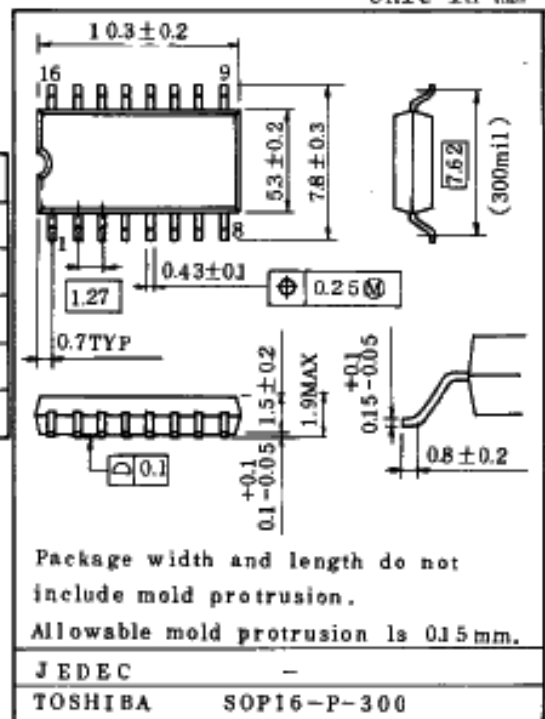 10.3±0.2
16 9
5.3±0.2
7.8±0.3
7.62
(300mil)
1 8
0.43±0.1
1.27
0.25Ⓜ
0.7TYP
1.5±0.2
1.9MAX
+0.1
0.1-0.05
0.1
+0.1
0.15-0.05
0.8±0.2
Package width and length do not
include mold protrusion.
Allowable mold protrusion is 0.15mm.
JEDEC –
TOSHIBA SOP16-P-300